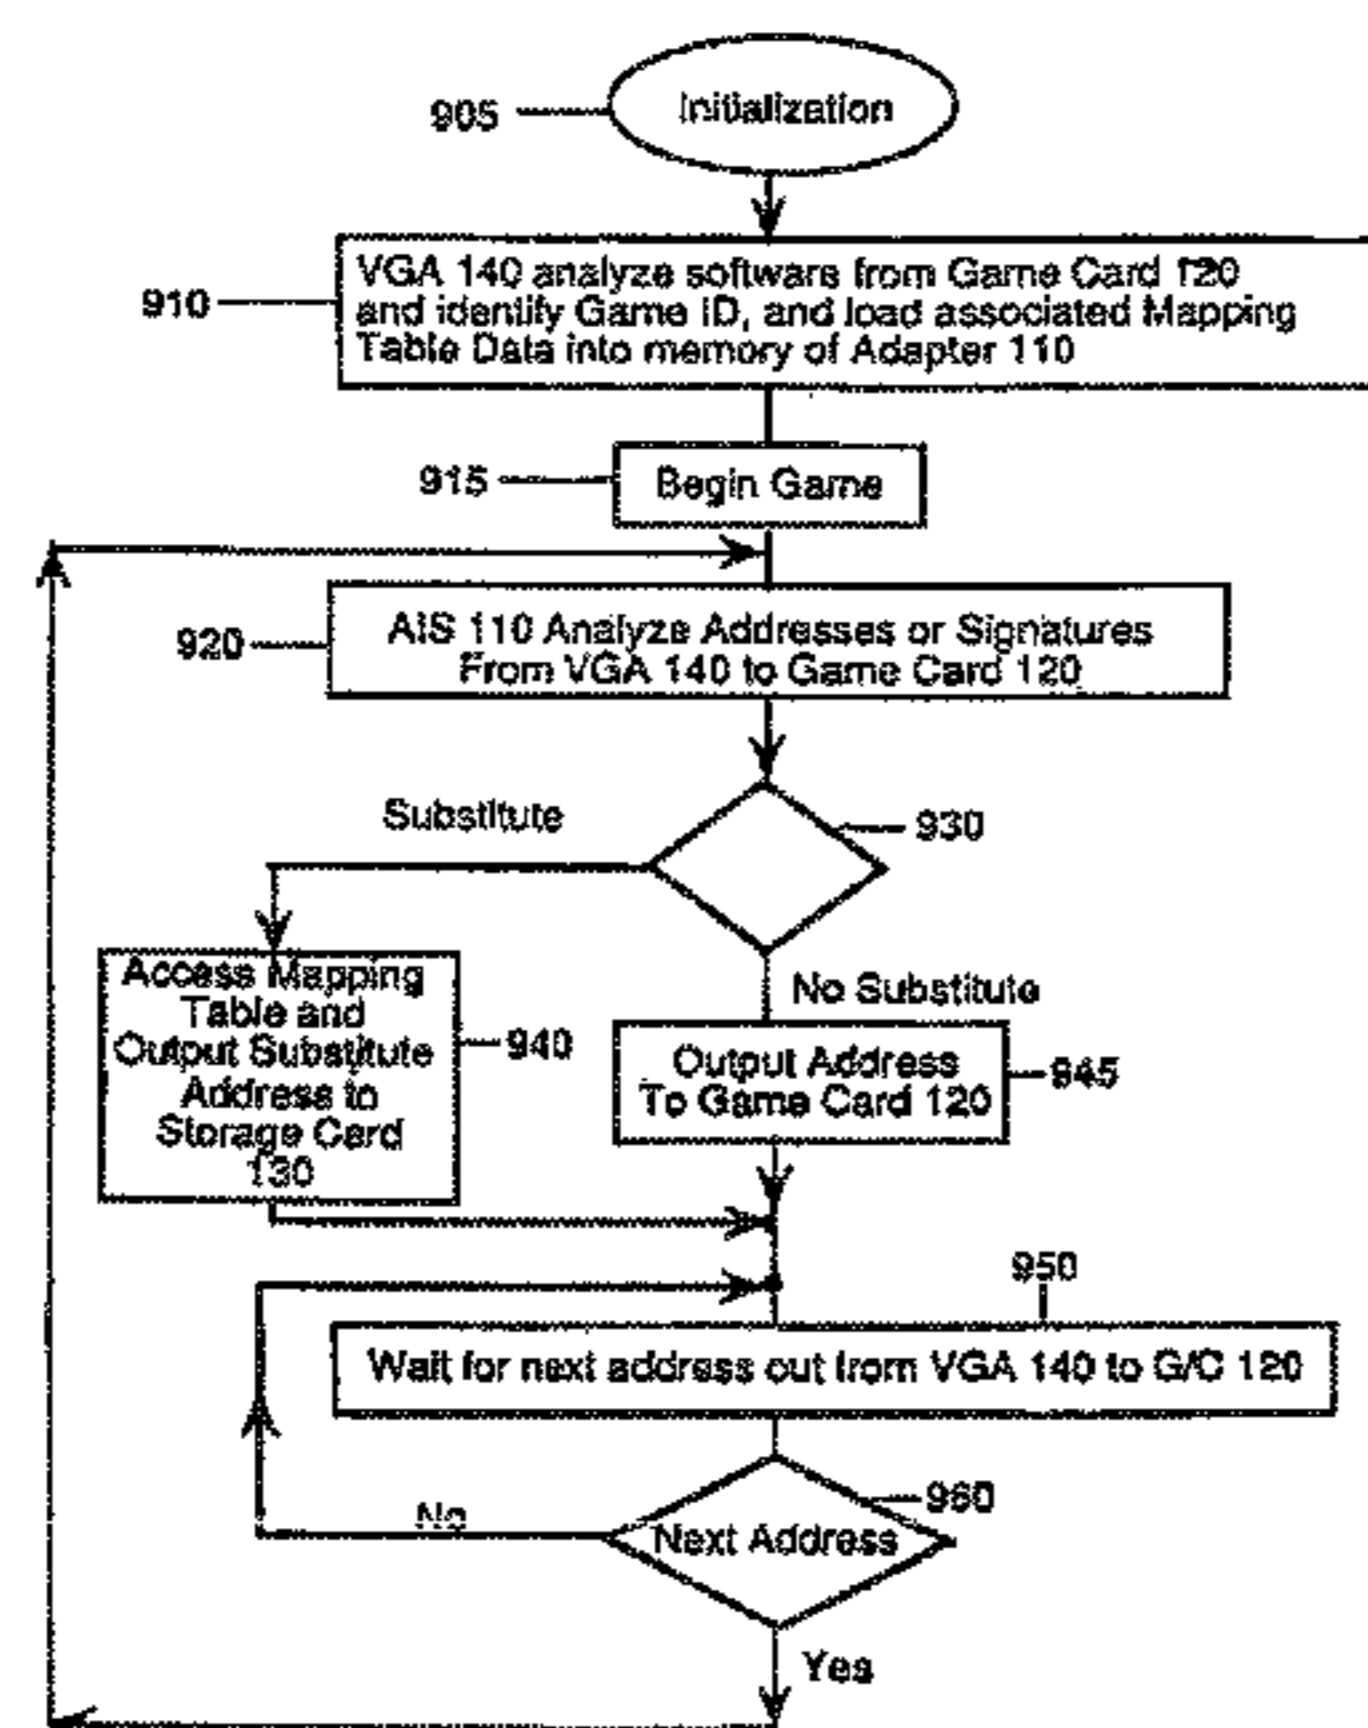 905
Initialization
910
VGA 140 analyze software from Game Card 120
and identify Game ID, and load associated Mapping
Table Data into memory of Adapter 110
915
Begin Game
920
AIS 110 Analyze Addresses or Signatures
From VGA 140 to Game Card 120
Substitute
930
Access Mapping
Table and
Output Substitute
Address to
Storage Card
130
940
No Substitute
Output Address
To Game Card 120
945
950
Wait for next address out from VGA 140 to G/C 120
960
No
Next Address
Yes